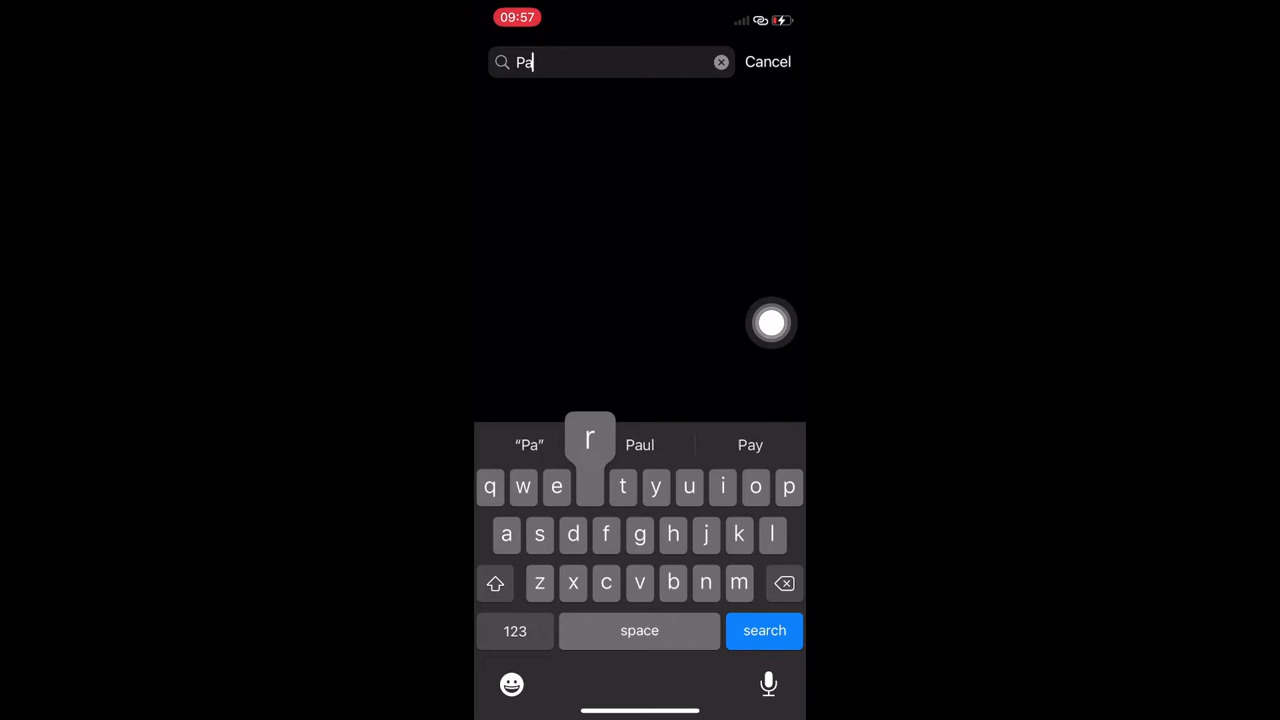 09:57
Pa
Cancel
“Pa”
r
Paul
Pay
q w e t y u i o p
a s d f g h j k l
z x c v b n m
123
space
search